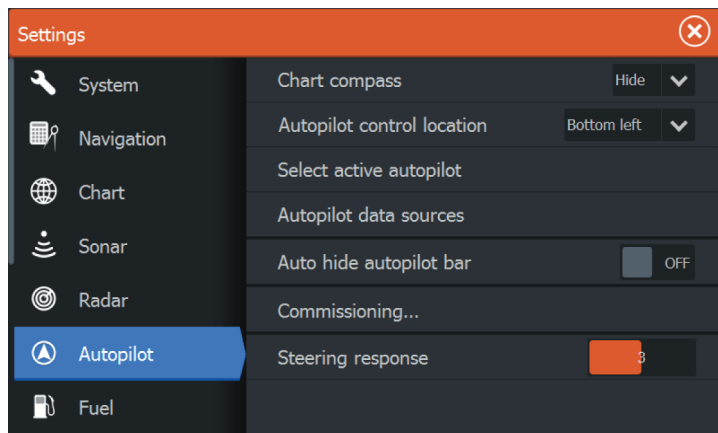 Settings
System
Navigation
Chart
Sonar
Radar
Autopilot
Fuel
Chart compass Hide
Autopilot control location Bottom left
Select active autopilot
Autopilot data sources
Auto hide autopilot bar OFF
Commissioning...
Steering response 3